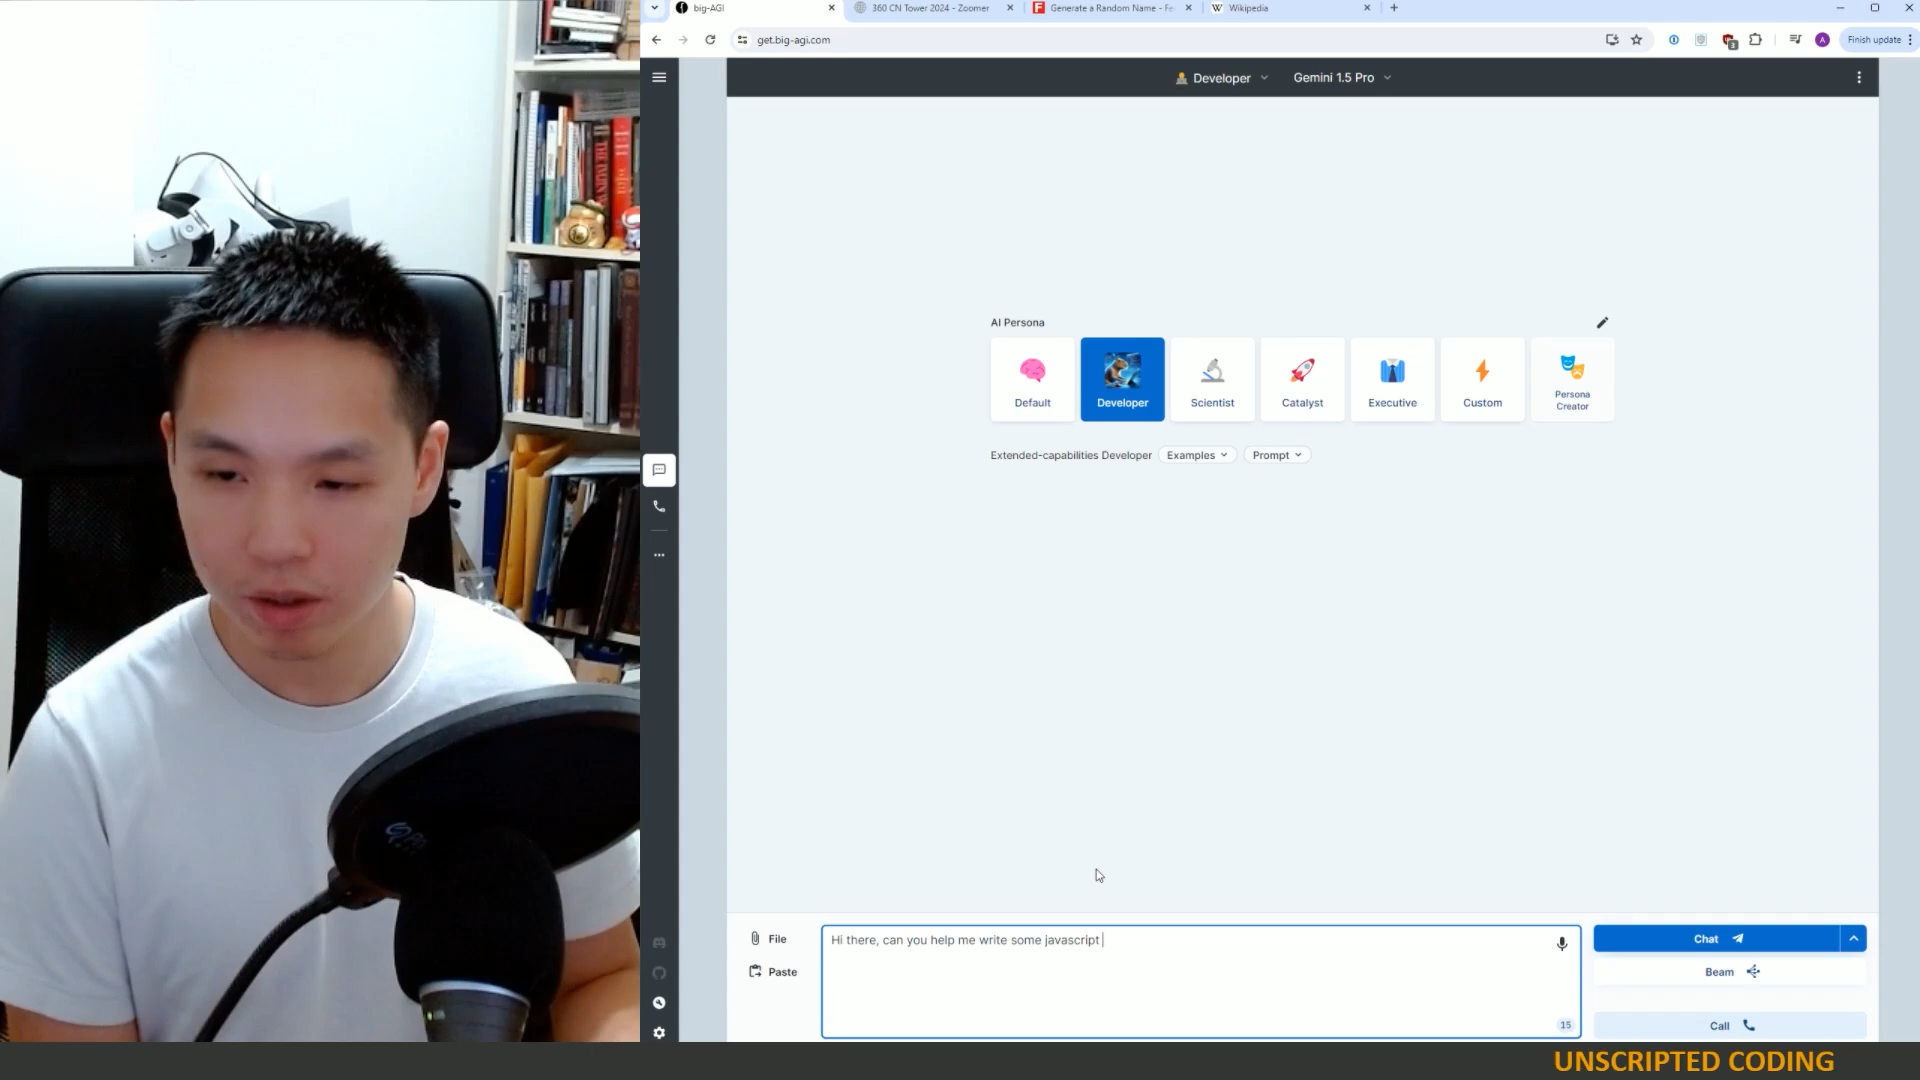 big-AGI
360 CN Tower 2024 - Zoomer
Generate a Random Name - Fe
Wikipedia
get.big-agi.com
Finish update
Developer
Gemini 1.5 Pro
AI Persona
Default
Developer
Scientist
Catalyst
Executive
Custom
Persona
Creator
Extended-capabilities Developer
Examples
Prompt
File
Paste
Hi there, can you help me write some javascript
15
Chat
Beam
Call
UNSCRIPTED CODING